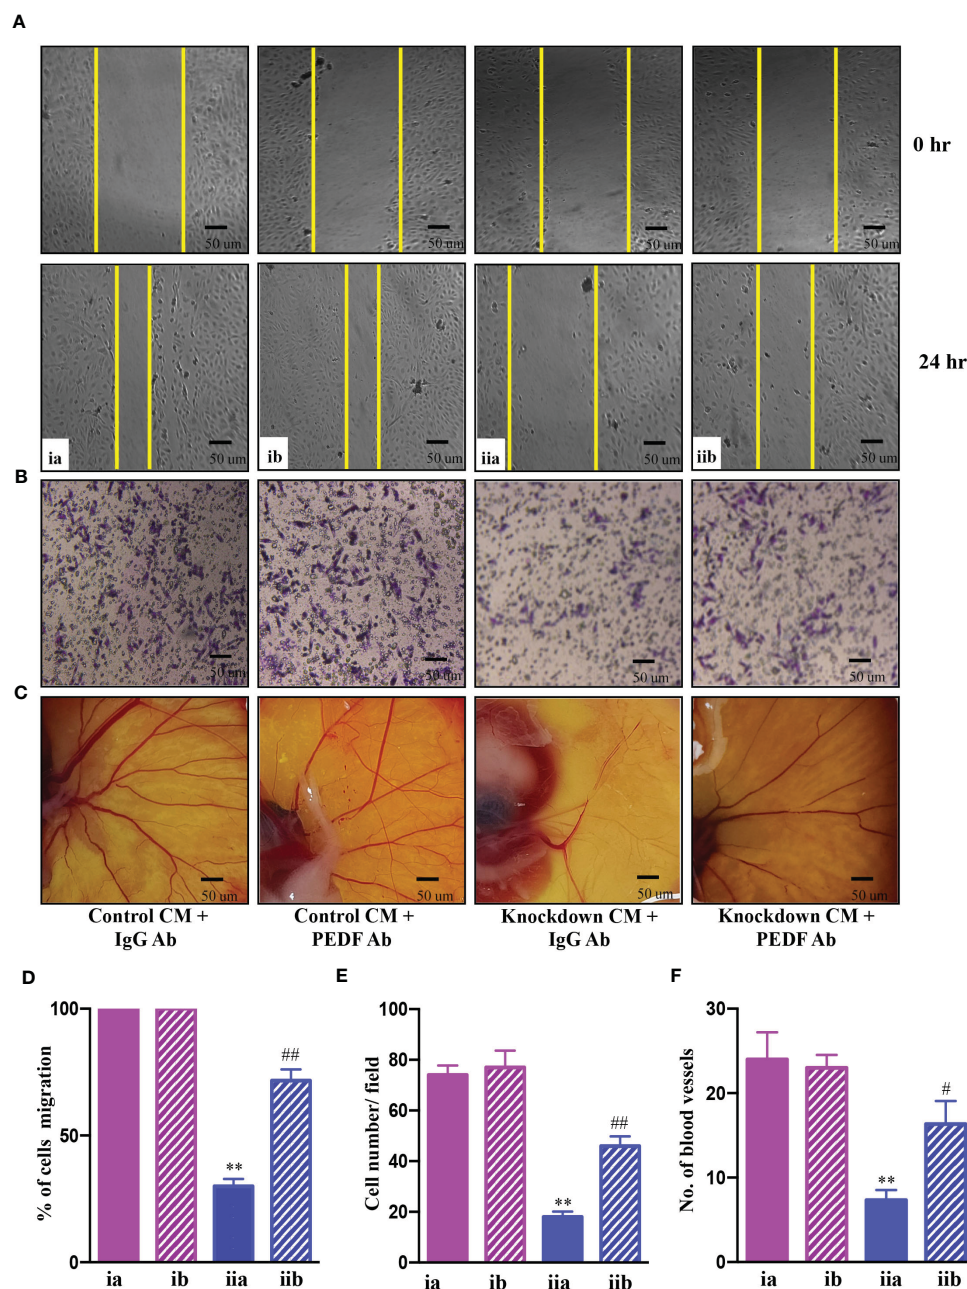 A
0 hr
50 um 50 um 50 um 50 um
24 hr
ia 50 um ib 50 um iia 50 um iib 50 um
B
50 um 50 um 50 um 50 um
C
50 um 50 um 50 um 50 um
Control CM + Control CM + Knockdown CM + Knockdown CM +
IgG Ab PEDF Ab IgG Ab PEDF Ab
D
% of cells migration
100
50
0
**
##
ia ib iia iib
E
Cell number/ field
100
80
60
40
20
0
**
##
ia ib iia iib
F
No. of blood vessels
30
20
10
0
**
#
ia ib iia iib